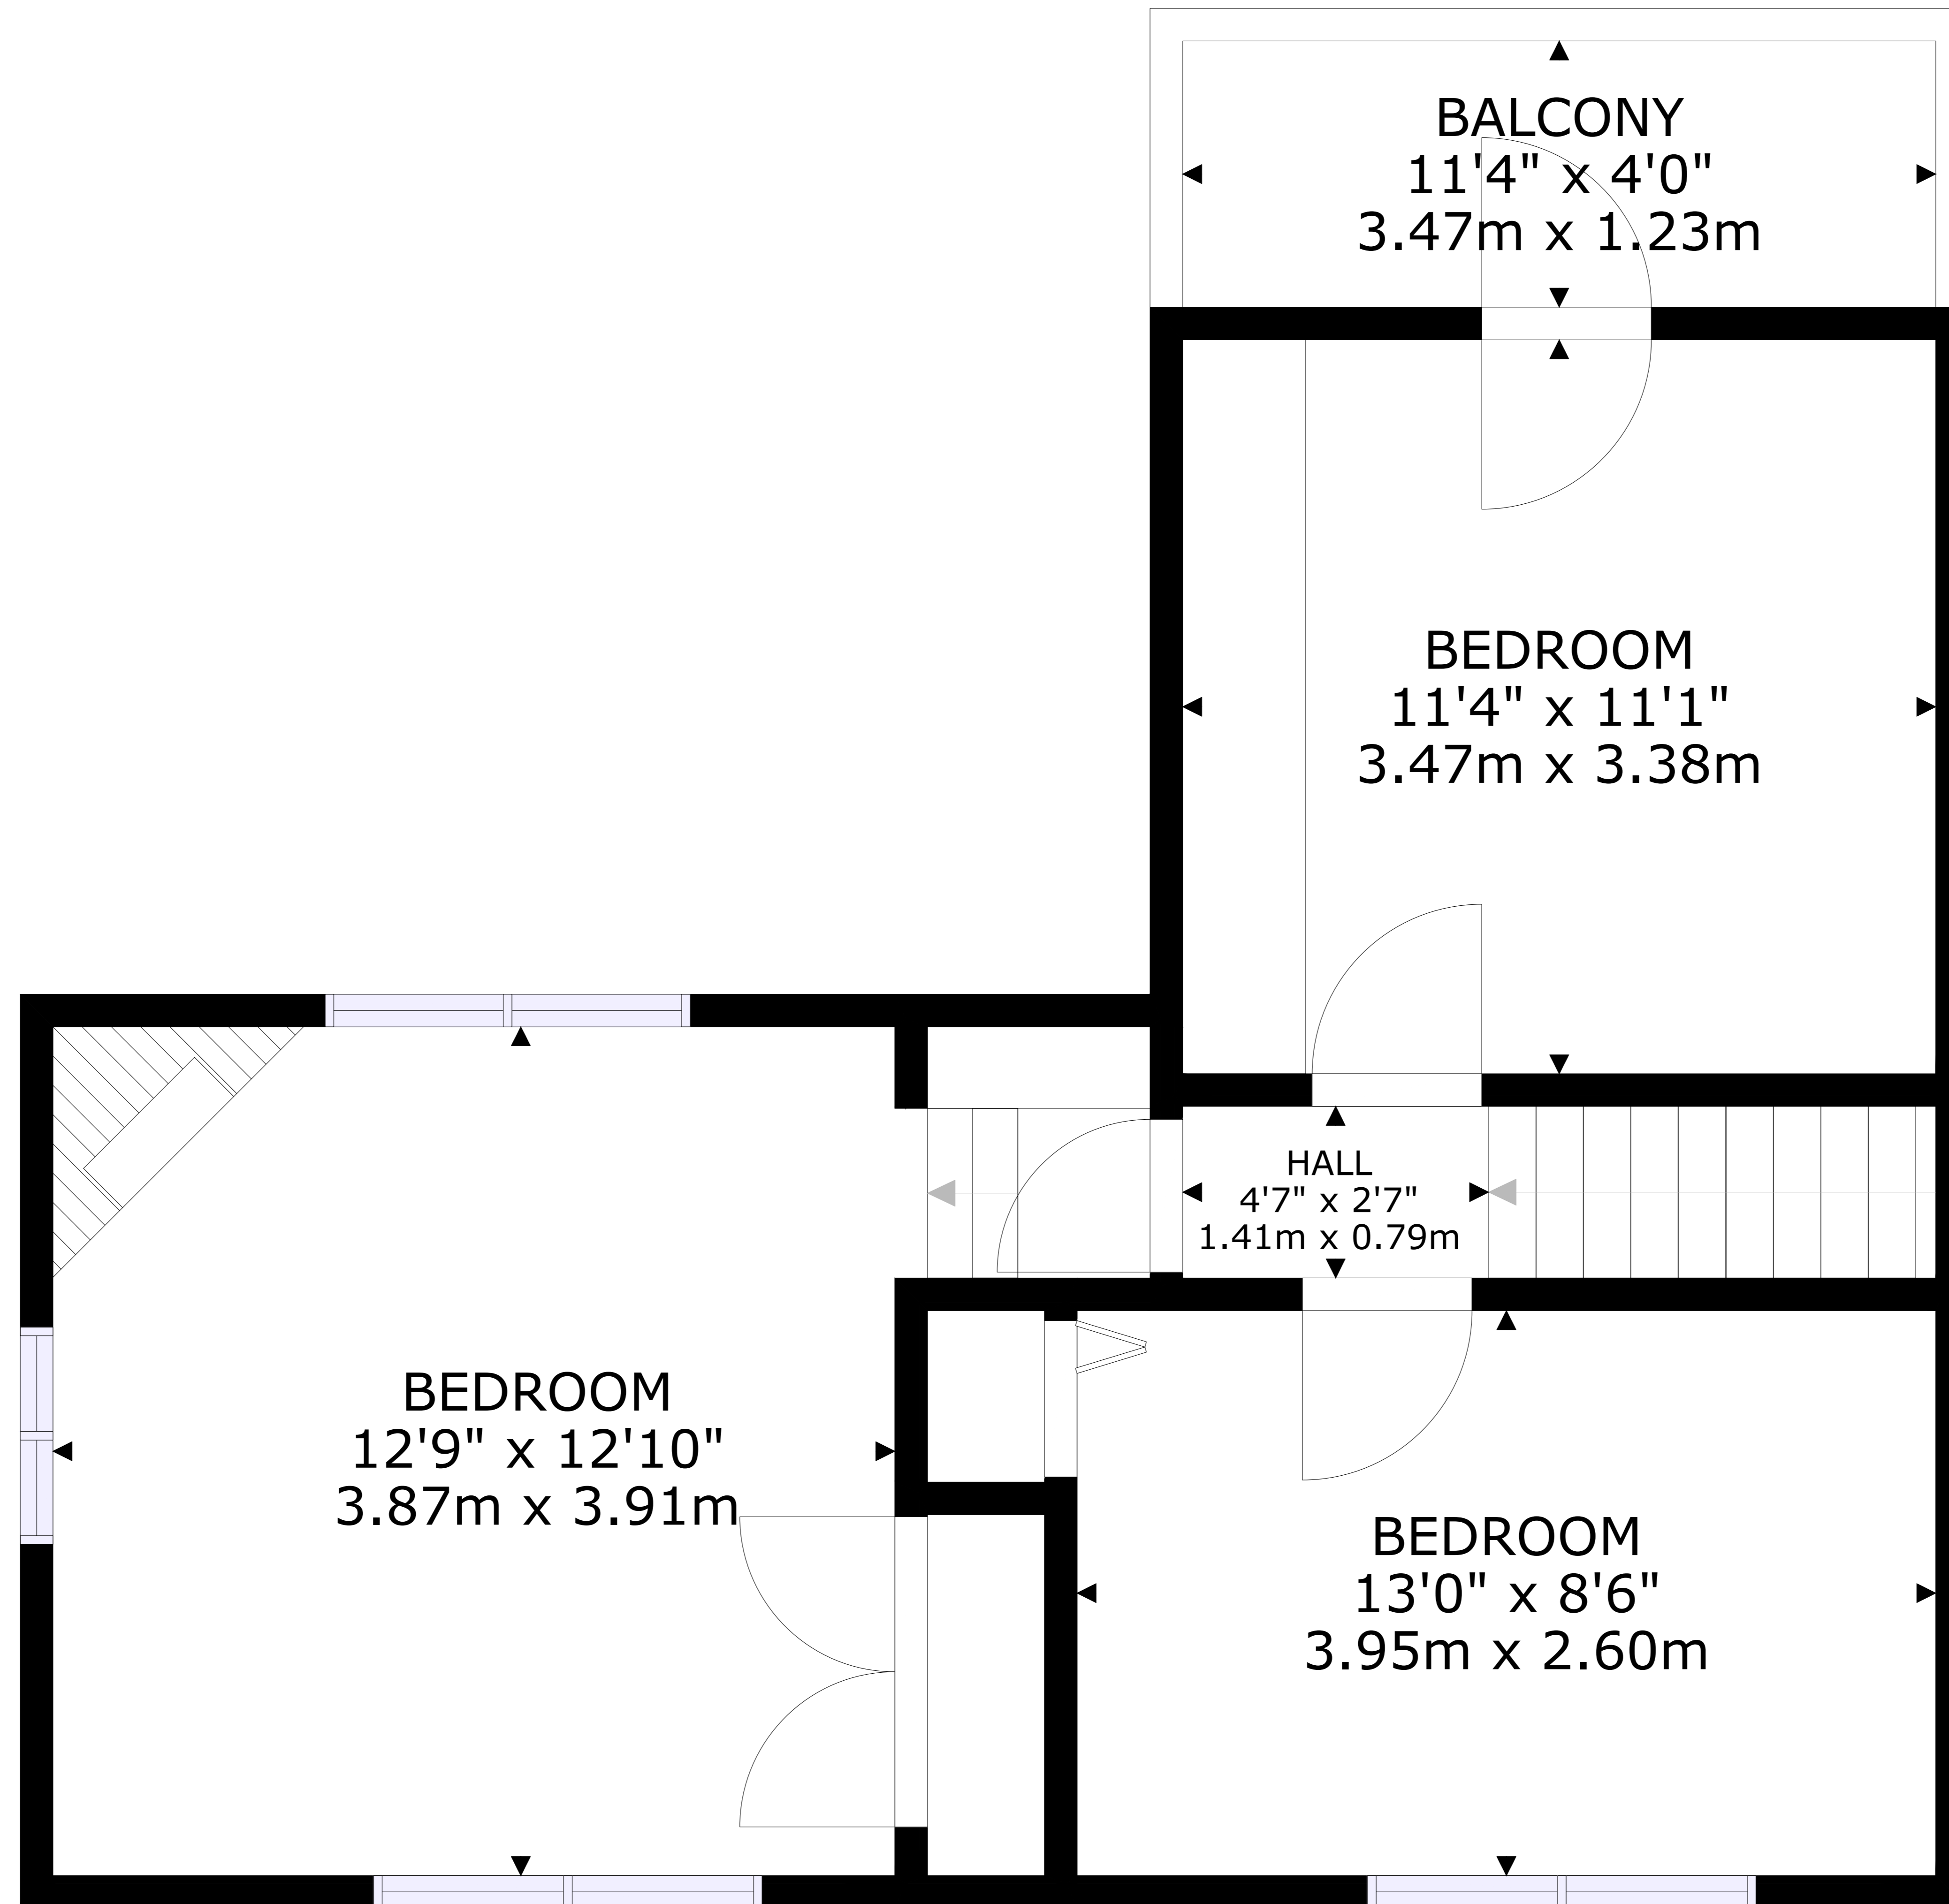 BALCONY
11'4" x 4'0"
3.47m x 1.23m
BEDROOM
11'4" x 11'1"
3.47m x 3.38m
HALL
4'7" x 2'7"
1.41m x 0.79m
BEDROOM
12'9" x 12'10"
3.87m x 3.91m
BEDROOM
13'0" x 8'6"
3.95m x 2.60m